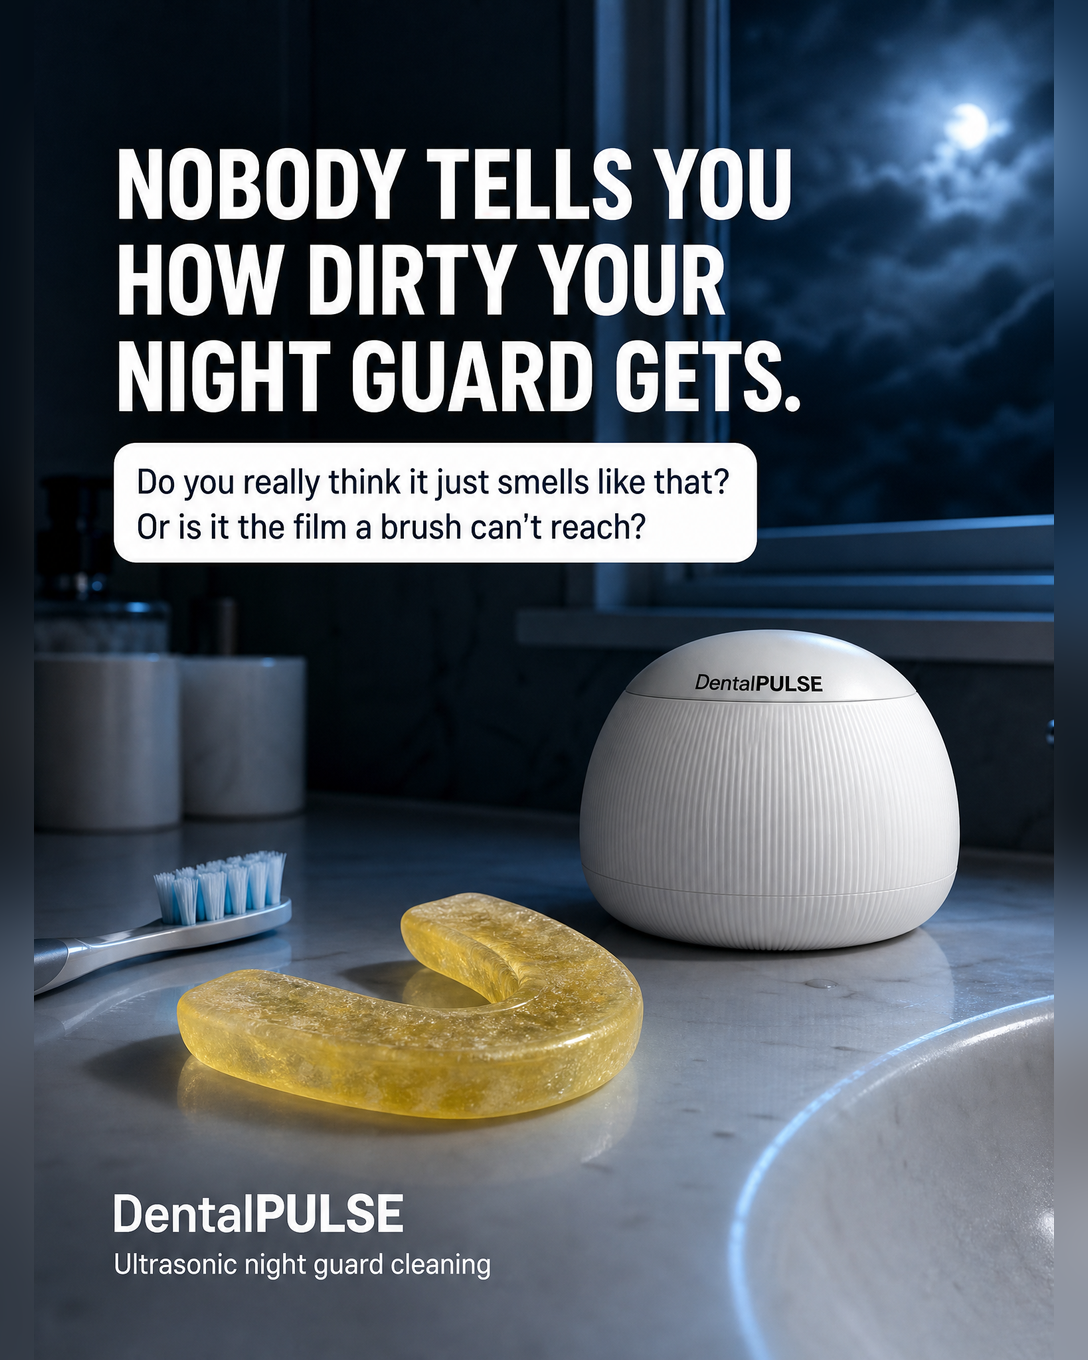 NOBODY TELLS YOU
HOW DIRTY YOUR
NIGHT GUARD GETS.
Do you really think it just smells like that?
Or is it the film a brush can't reach?
DentalPULSE
DentalPULSE
Ultrasonic night guard cleaning